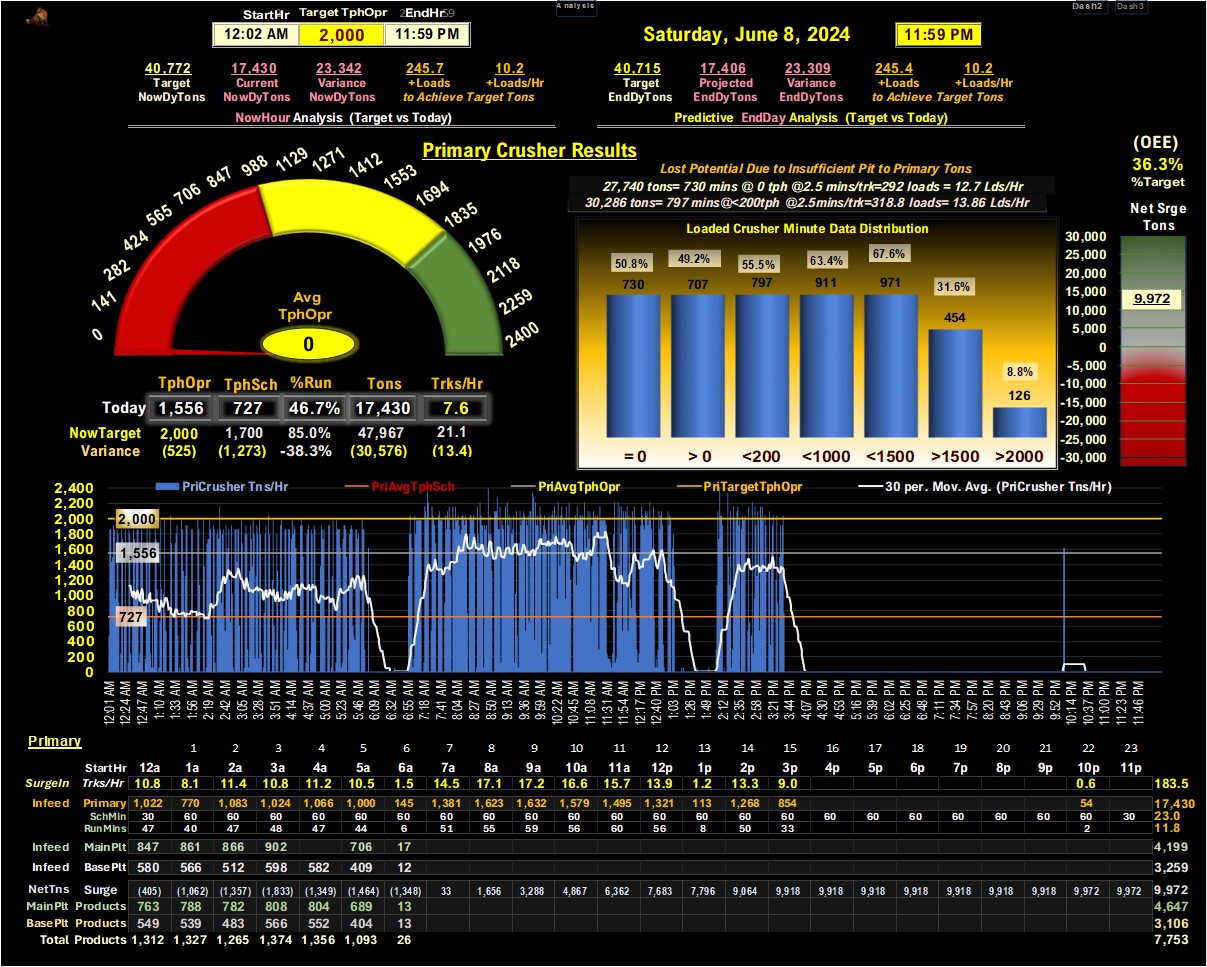 Analysis
Dash2 Dash3
StartHr Target TphOpr EndHr
12:02 AM 2,000 11:59 PM
Saturday, June 8, 2024 11:59 PM
40,772 17,430 23,342 245.7 10.2
Target Current Variance +Loads +Loads/Hr
NowDyTons NowDyTons NowDyTons to Achieve Target Tons
NowHour Analysis (Target vs Today)
40,715 17,406 23,309 245.4 10.2
Target Projected Variance +Loads +Loads/Hr
EndDyTons EndDyTons EndDyTons to Achieve Target Tons
Predictive EndDay Analysis (Target vs Today)
Primary Crusher Results
0 141 282 424 565 706 847 988 1129 1271 1412 1553 1694 1835 1976 2118 2259 2400
Avg
TphOpr
0
Lost Potential Due to Insufficient Pit to Primary Tons
27,740 tons= 730 mins @ 0 tph @2.5 mins/trk=292 loads = 12.7 Lds/Hr
30,286 tons= 797 mins@<200tph @2.5mins/trk=318.8 loads= 13.86 Lds/Hr
(OEE)
36.3%
%Target
Net Srge
Tons
30,000
25,000
20,000
15,000
10,000
5,000
0
-5,000
-10,000
-15,000
-20,000
-25,000
-30,000
9,972
Loaded Crusher Minute Data Distribution
50.8% 49.2% 55.5% 63.4% 67.6% 31.6% 8.8%
730 707 797 911 971 454 126
= 0 > 0 <200 <1000 <1500 >1500 >2000
TphOpr TphSch %Run Tons Trks/Hr
Today 1,556 727 46.7% 17,430 7.6
NowTarget 2,000 1,700 85.0% 47,967 21.1
Variance (525) (1,273) -38.3% (30,576) (13.4)
PriCrusher Tns/Hr PriAvgTphSch PriAvgTphOpr PriTargetTphOpr 30 per. Mov. Avg. (PriCrusher Tns/Hr)
2,400
2,200
2,000
1,800
1,600
1,400
1,200
1,000
800
600
400
200
0
2,000
1,556
727
12:01 AM 12:24 AM 12:47 AM 1:10 AM 1:33 AM 1:56 AM 2:19 AM 2:42 AM 3:05 AM 3:28 AM 3:51 AM 4:14 AM 4:37 AM 5:00 AM 5:23 AM 5:46 AM 6:09 AM 6:32 AM 6:55 AM 7:18 AM 7:41 AM 8:04 AM 8:27 AM 8:50 AM 9:13 AM 9:36 AM 9:59 AM 10:22 AM 10:45 AM 11:08 AM 11:31 AM 11:54 AM 12:17 PM 12:40 PM 1:03 PM 1:26 PM 1:49 PM 2:12 PM 2:35 PM 2:58 PM 3:21 PM 3:44 PM 4:07 PM 4:30 PM 4:53 PM 5:16 PM 5:39 PM 6:02 PM 6:25 PM 6:48 PM 7:11 PM 7:34 PM 7:57 PM 8:20 PM 8:43 PM 9:06 PM 9:29 PM 9:52 PM 10:14 PM 10:37 PM 11:00 PM 11:23 PM 11:46 PM
Primary
1 2 3 4 5 6 7 8 9 10 11 12 13 14 15 16 17 18 19 20 21 22 23
StartHr 12a 1a 2a 3a 4a 5a 6a 7a 8a 9a 10a 11a 12p 1p 2p 3p 4p 5p 6p 7p 8p 9p 10p 11p
SurgeIn Trks/Hr 10.8 8.1 11.4 10.8 11.2 10.5 1.5 14.5 17.1 17.2 16.6 15.7 13.9 1.2 13.3 9.0 0.6 183.5
Infeed Primary 1,022 770 1,083 1,024 1,066 1,000 145 1,381 1,623 1,632 1,579 1,495 1,321 113 1,268 854 54 17,430
SchMin 30 60 60 60 60 60 60 60 60 60 60 60 60 60 60 60 60 60 60 60 60 60 60 30 23.0
RunMins 47 40 47 48 47 44 6 51 55 59 56 60 56 8 50 33 2 11.8
Infeed MainPlt 847 861 866 902 706 17 4,199
Infeed BasePlt 580 566 512 598 582 409 12 3,259
NetTns Surge (405) (1,062) (1,357) (1,833) (1,349) (1,464) (1,348) 33 1,656 3,288 4,867 6,362 7,683 7,796 9,064 9,918 9,918 9,918 9,918 9,918 9,918 9,918 9,972 9,972 9,972
MainPlt Products 763 788 782 808 804 689 13 4,647
BasePlt Products 549 539 483 566 552 404 13 3,106
Total Products 1,312 1,327 1,265 1,374 1,356 1,093 26 7,753